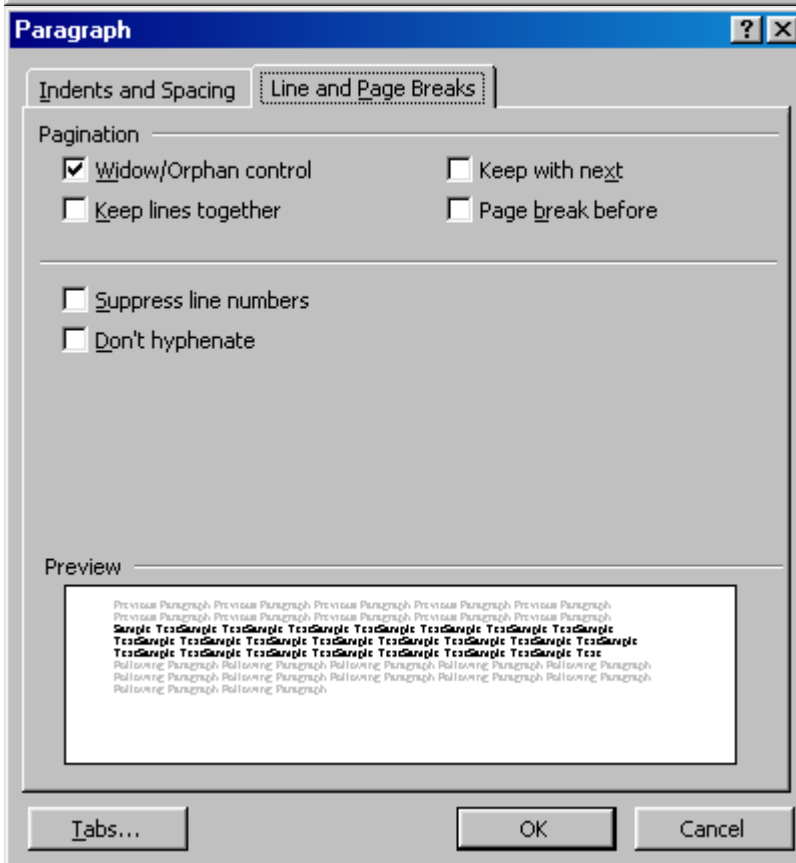 Paragraph
Indents and Spacing
Line and Page Breaks
Pagination
Widow/Orphan control
Keep with next
Keep lines together
Page break before
Suppress line numbers
Don't hyphenate
Preview
Previous Paragraph Previous Paragraph Previous Paragraph Previous Paragraph Previous Paragraph
Previous Paragraph Previous Paragraph Previous Paragraph Previous Paragraph Previous Paragraph
Sample TextSample TextSample TextSample TextSample TextSample TextSample
TextSample TextSample TextSample TextSample TextSample TextSample TextSample
TextSample TextSample TextSample TextSample TextSample TextSample Text
Following Paragraph Following Paragraph Following Paragraph Following Paragraph Following Paragraph
Following Paragraph Following Paragraph Following Paragraph Following Paragraph Following Paragraph
Following Paragraph Following Paragraph
Tabs...
OK
Cancel